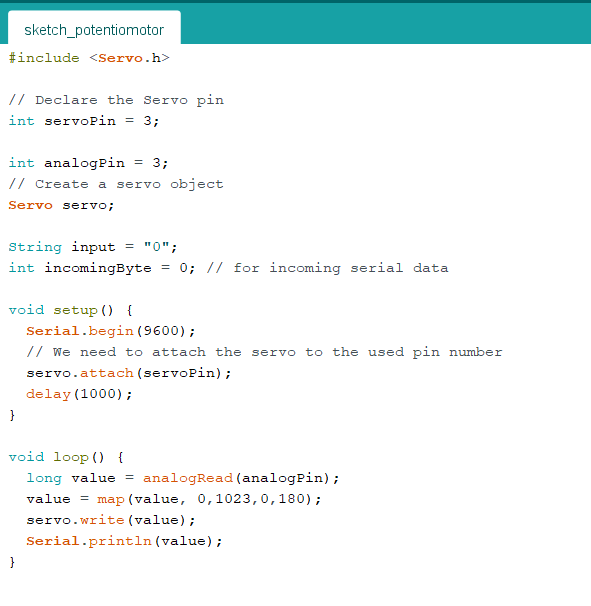 sketch_potentiomotor
#include <Servo.h>
// Declare the Servo pin
int servoPin = 3;
int analogPin = 3;
// Create a servo object
Servo servo;
String input = "0";
int incomingByte = 0; // for incoming serial data
void setup() {
  Serial.begin(9600);
  // We need to attach the servo to the used pin number
  servo.attach(servoPin);
  delay(1000);
}
void loop() {
  long value = analogRead(analogPin);
  value = map(value, 0,1023,0,180);
  servo.write(value);
  Serial.println(value);
}